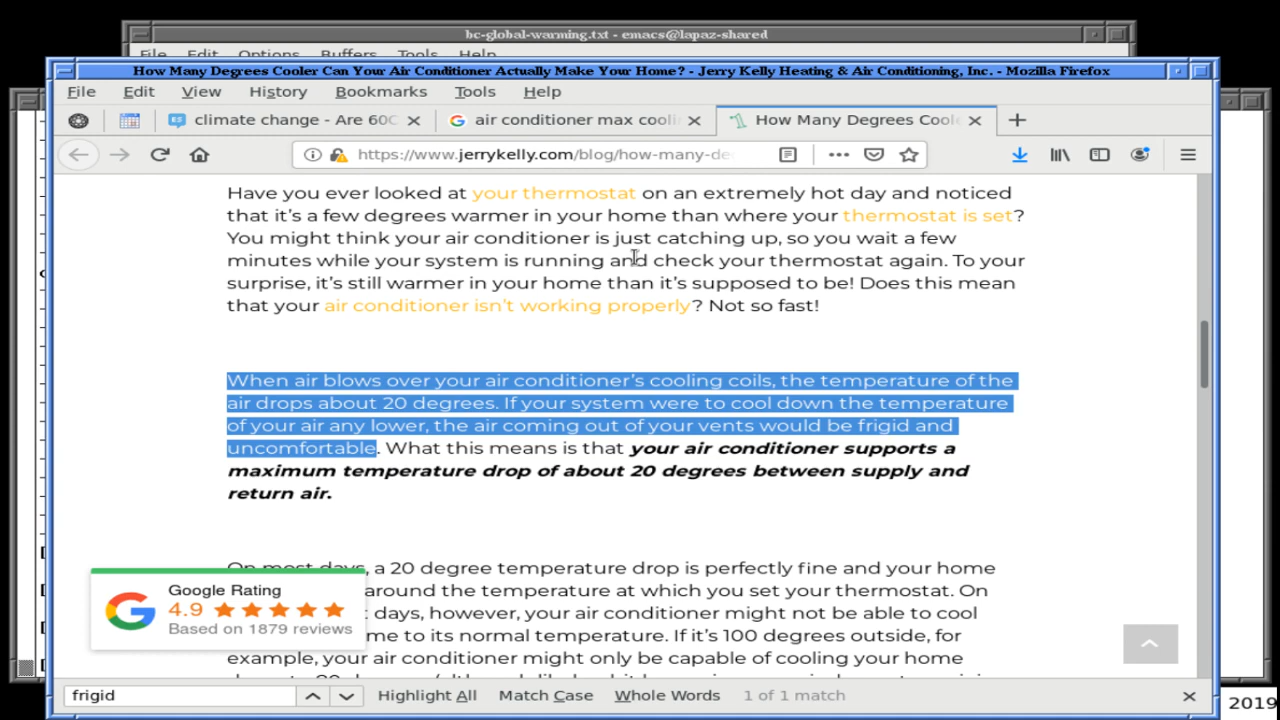 bc-global-warming.txt - emacs@lapaz-shared
File Edit Options Buffers Tools Help
How Many Degrees Cooler Can Your Air Conditioner Actually Make Your Home? - Jerry Kelly Heating & Air Conditioning, Inc. - Mozilla Firefox
File Edit View History Bookmarks Tools Help
climate change - Are 60C
air conditioner max cooli
How Many Degrees Coole
https://www.jerrykelly.com/blog/how-many-de
Have you ever looked at your thermostat on an extremely hot day and noticed
that it's a few degrees warmer in your home than where your thermostat is set?
You might think your air conditioner is just catching up, so you wait a few
minutes while your system is running and check your thermostat again. To your
surprise, it's still warmer in your home than it's supposed to be! Does this mean
that your air conditioner isn't working properly? Not so fast!
When air blows over your air conditioner's cooling coils, the temperature of the
air drops about 20 degrees. If your system were to cool down the temperature
of your air any lower, the air coming out of your vents would be frigid and
uncomfortable. What this means is that your air conditioner supports a
maximum temperature drop of about 20 degrees between supply and
return air.
On most days, a 20 degree temperature drop is perfectly fine and your home
around the temperature at which you set your thermostat. On
days, however, your air conditioner might not be able to cool
me to its normal temperature. If it's 100 degrees outside, for
example, your air conditioner might only be capable of cooling your home
Google Rating
4.9
Based on 1879 reviews
frigid
Highlight All Match Case Whole Words 1 of 1 match
2019